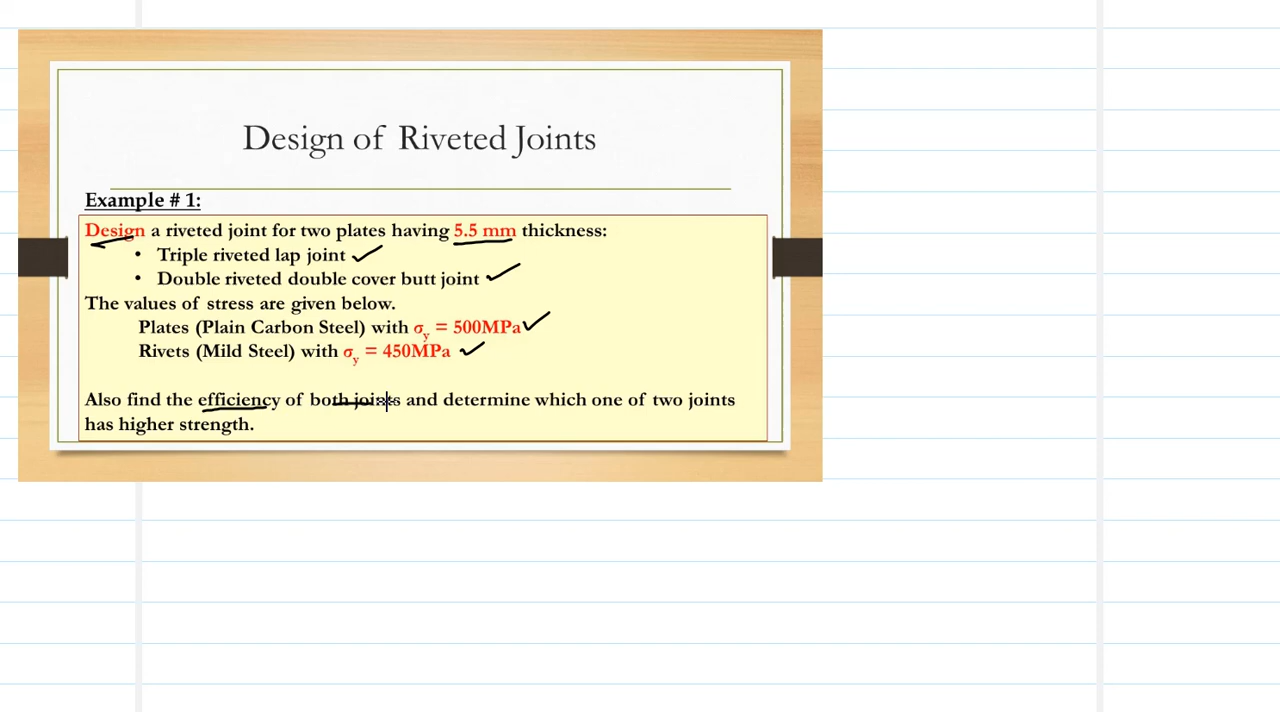 Design of Riveted Joints
Example # 1:
Design a riveted joint for two plates having 5.5 mm thickness:
• Triple riveted lap joint
• Double riveted double cover butt joint
The values of stress are given below.
Plates (Plain Carbon Steel) with σy = 500MPa
Rivets (Mild Steel) with σy = 450MPa
Also find the efficiency of both joints and determine which one of two joints
has higher strength.